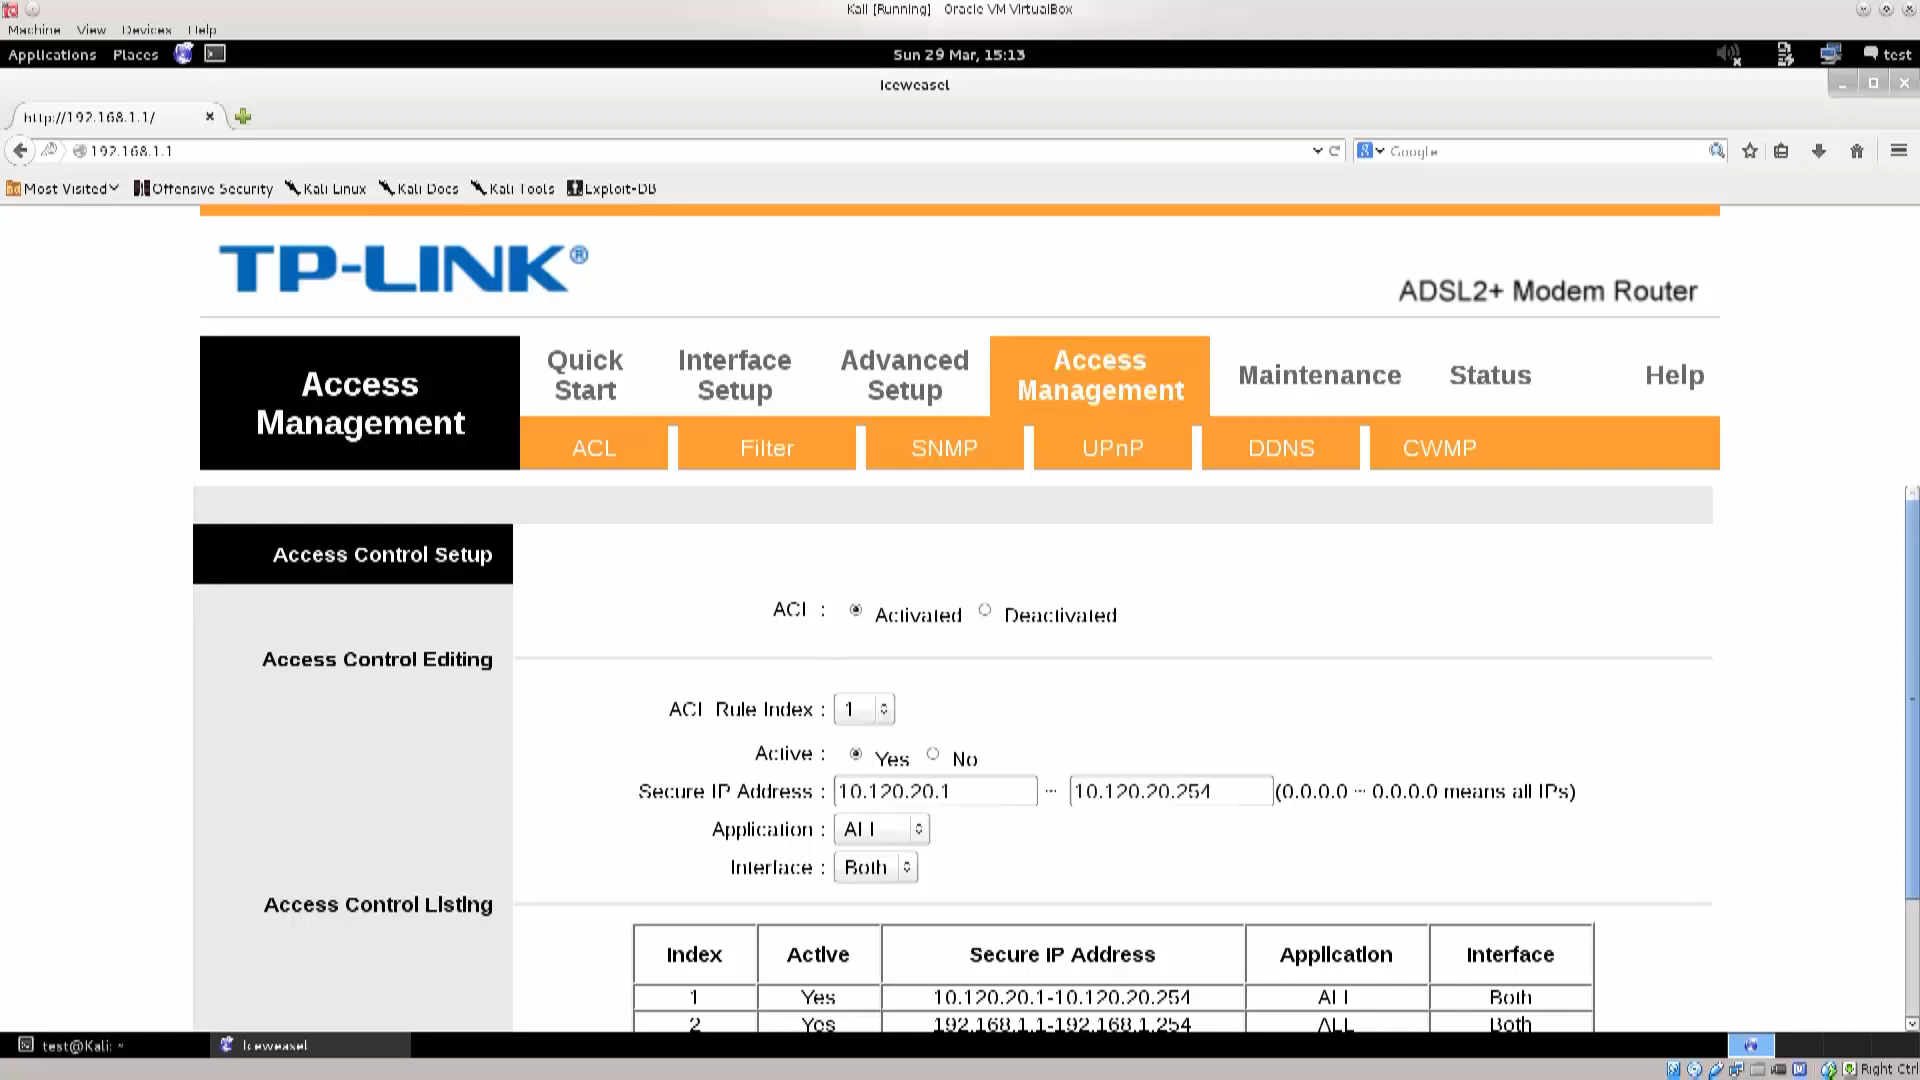 Kali [Running] Oracle VM VirtualBox
Machine View Devices Help
Applications Places Sun 29 Mar, 15:13 test
Iceweasel
http://192.168.1.1/
192.168.1.1 Google
Most Visited Offensive Security Kali Linux Kali Docs Kali Tools Exploit-DB
TP-LINK®
ADSL2+ Modem Router
Access Management
Quick Start Interface Setup Advanced Setup Access Management Maintenance Status Help
ACL Filter SNMP UPnP DDNS CWMP
Access Control Setup
ACL : Activated Deactivated
Access Control Editing
ACL Rule Index : 1
Active : Yes No
Secure IP Address : 10.120.20.1 ~ 10.120.20.254 (0.0.0.0 ~ 0.0.0.0 means all IPs)
Application : ALL
Interface : Both
Access Control Listing
Index Active Secure IP Address Application Interface
1 Yes 10.120.20.1-10.120.20.254 ALL Both
2 Yes 192.168.1.1-192.168.1.254 ALL Both
test@Kali: ~ Iceweasel
Right Ctrl